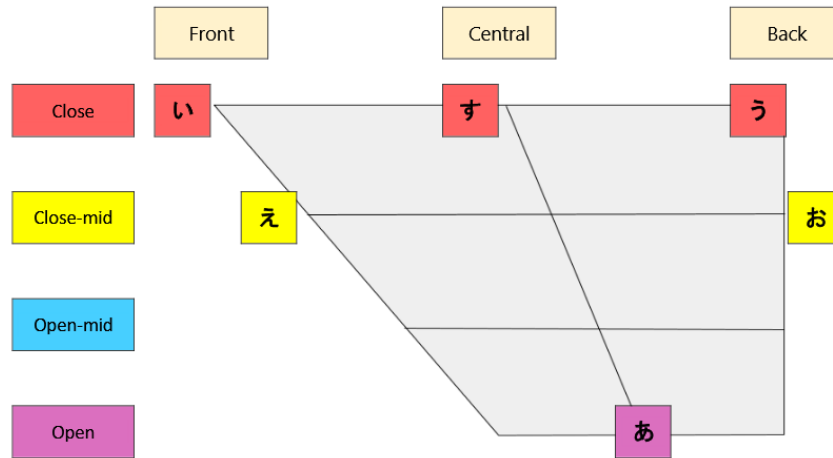 Front Central Back
Close い す う
Close-mid え お
Open-mid
Open あ